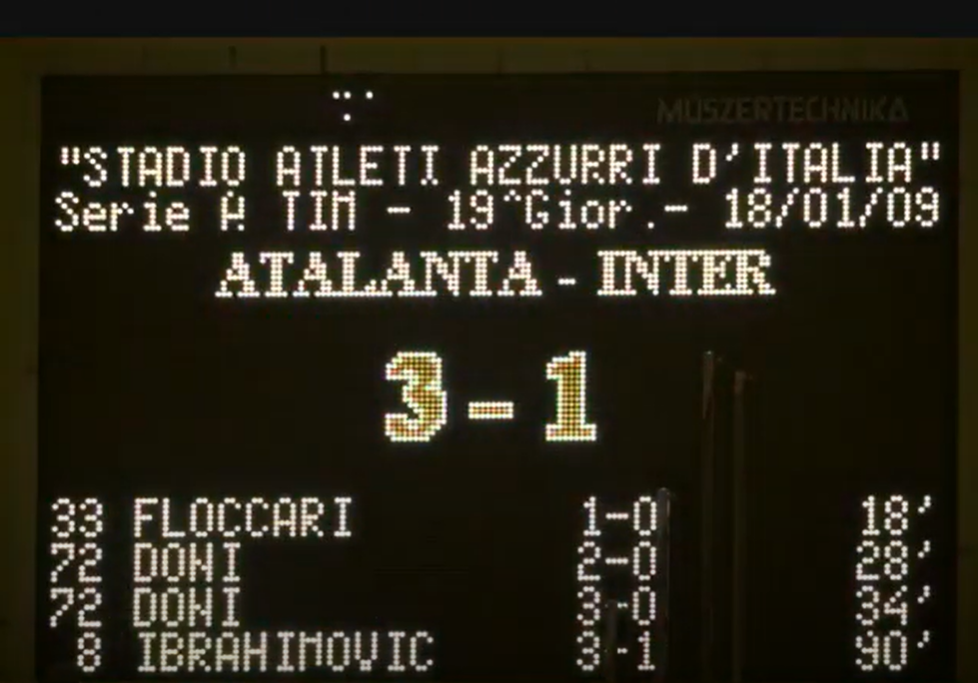 MŰSZERTECHNIKA
"STADIO ATLETI AZZURRI D'ITALIA"
Serie A TIM - 19^Gior.- 18/01/09
ATALANTA - INTER
3-1
33 FLOCCARI 1-0 18'
72 DONI 2-0 28'
72 DONI 3-0 34'
8 IBRAHIMOVIC 3-1 90'